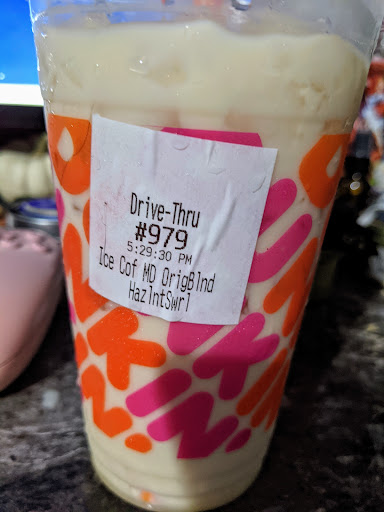 Drive-Thru
#979
5:29:30 PM
Ice Cof MD OrigBlnd
HazlntSwrl